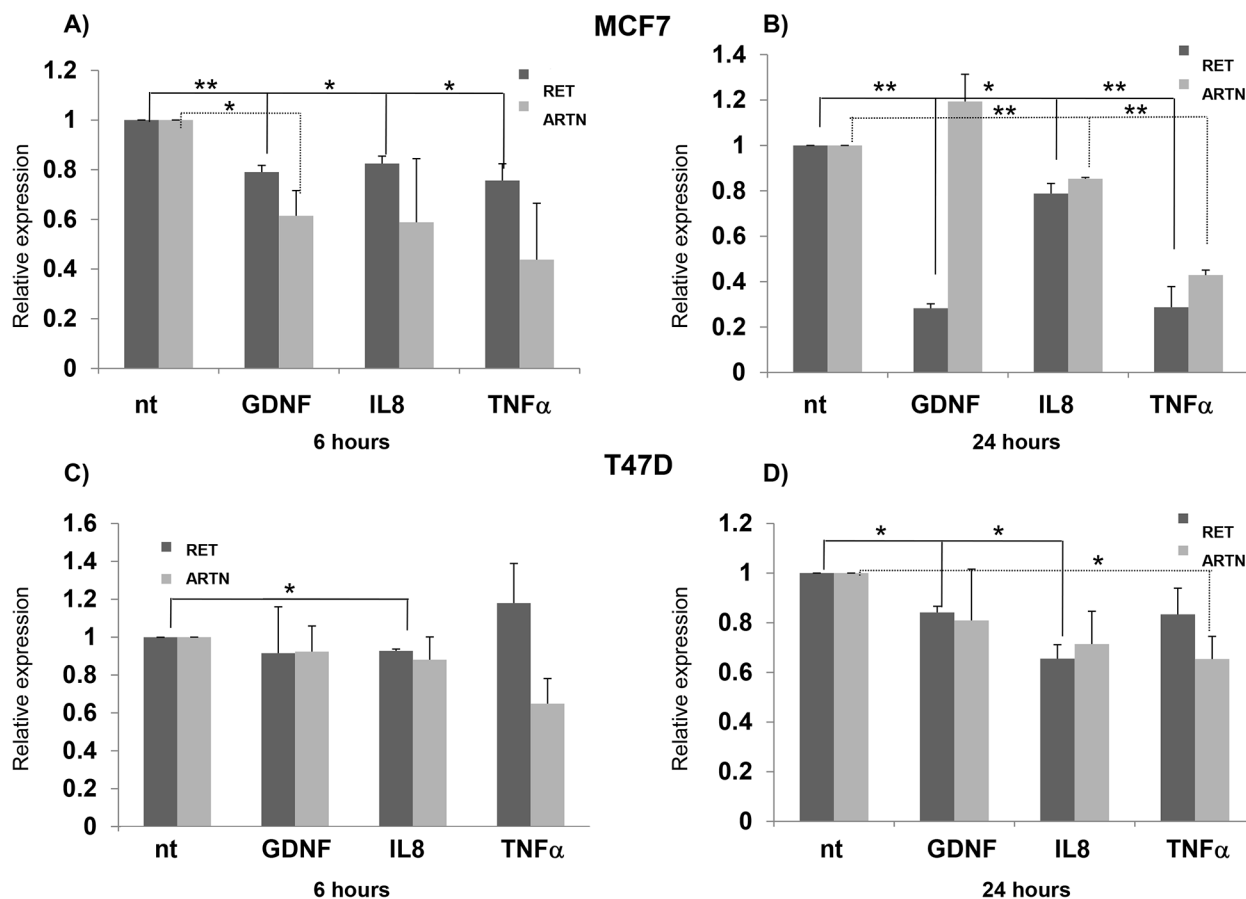 A)
MCF7
B)
1.2
1
0.8
0.6
0.4
0.2
0
Relative expression
** * *
*
RET
ARTN
nt GDNF IL8 TNFα
6 hours
1.4
1.2
1
0.8
0.6
0.4
0.2
0
Relative expression
** * **
** **
RET
ARTN
nt GDNF IL8 TNFα
24 hours
T47D
C)
D)
1.6
1.4
1.2
1
0.8
0.6
0.4
0.2
0
Relative expression
RET
ARTN
*
nt GDNF IL8 TNFα
6 hours
1.2
1
0.8
0.6
0.4
0.2
0
Relative expression
* *
*
RET
ARTN
nt GDNF IL8 TNFα
24 hours